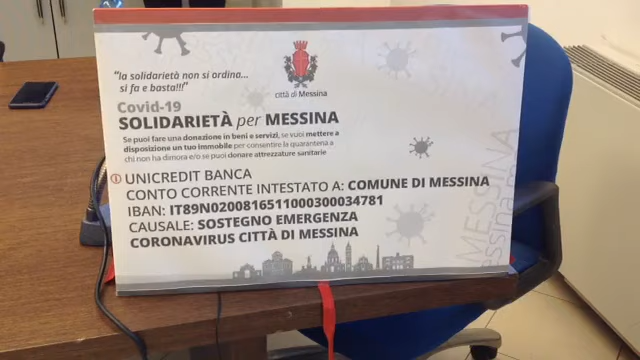 "la solidarietà non si ordina...
si fa e basta!!!"
città di Messina
Covid-19
SOLIDARIETÀ per MESSINA
Se puoi fare una donazione in beni e servizi, se vuoi mettere a
disposizione un tuo immobile per consentire la quarantena a
chi non ha dimora e/o se puoi donare attrezzature sanitarie
UNICREDIT BANCA
CONTO CORRENTE INTESTATO A: COMUNE DI MESSINA
IBAN: IT89N0200816511000300034781
CAUSALE: SOSTEGNO EMERGENZA
CORONAVIRUS CITTÀ DI MESSINA
MESSINA